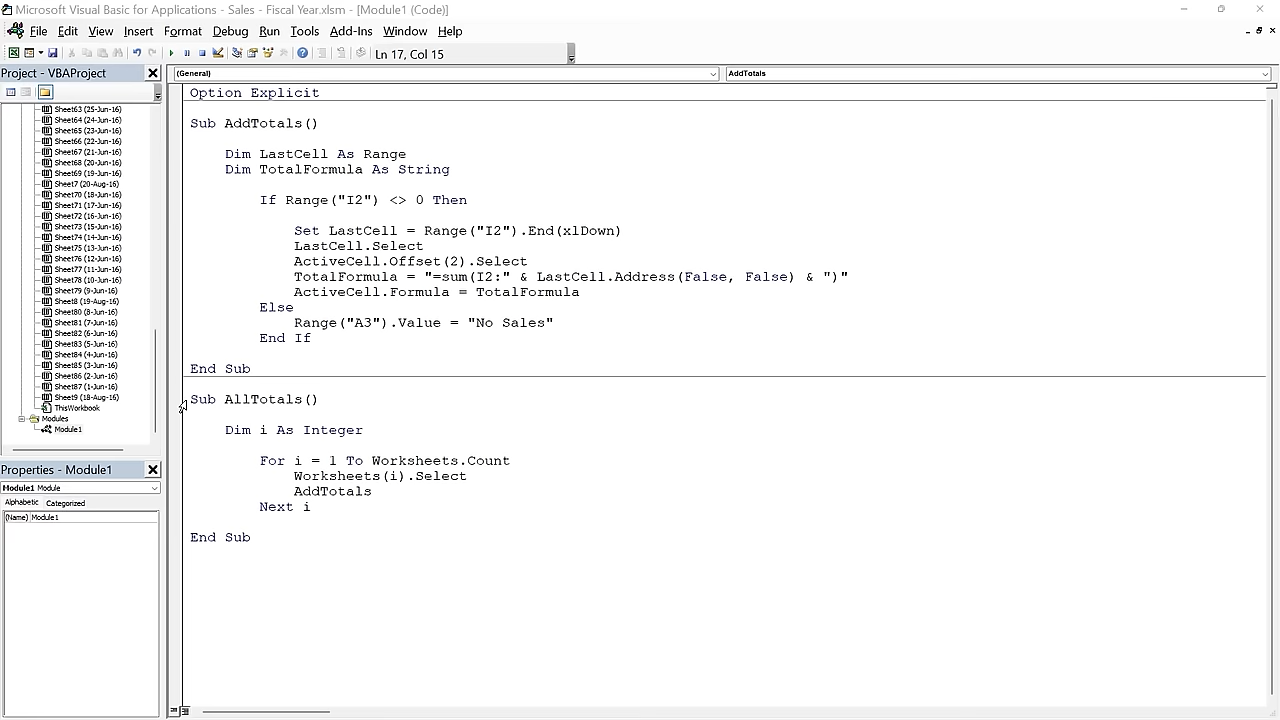 Microsoft Visual Basic for Applications - Sales - Fiscal Year.xlsm - [Module1 (Code)]
File Edit View Insert Format Debug Run Tools Add-Ins Window Help
Ln 17, Col 15
Project - VBAProject
(General)
AddTotals
Sheet63 (25-Jun-16)
Sheet64 (24-Jun-16)
Sheet65 (23-Jun-16)
Sheet66 (22-Jun-16)
Sheet67 (21-Jun-16)
Sheet68 (20-Jun-16)
Sheet69 (19-Jun-16)
Sheet7 (20-Aug-16)
Sheet70 (18-Jun-16)
Sheet71 (17-Jun-16)
Sheet72 (16-Jun-16)
Sheet73 (15-Jun-16)
Sheet74 (14-Jun-16)
Sheet75 (13-Jun-16)
Sheet76 (12-Jun-16)
Sheet77 (11-Jun-16)
Sheet78 (10-Jun-16)
Sheet79 (9-Jun-16)
Sheet8 (19-Aug-16)
Sheet80 (8-Jun-16)
Sheet81 (7-Jun-16)
Sheet82 (6-Jun-16)
Sheet83 (5-Jun-16)
Sheet84 (4-Jun-16)
Sheet85 (3-Jun-16)
Sheet86 (2-Jun-16)
Sheet87 (1-Jun-16)
Sheet9 (18-Aug-16)
ThisWorkbook
Modules
Module1
Properties - Module1
Module1 Module
Alphabetic Categorized
(Name) Module1
Option Explicit
Sub AddTotals()
Dim LastCell As Range
Dim TotalFormula As String
If Range("I2") <> 0 Then
Set LastCell = Range("I2").End(xlDown)
LastCell.Select
ActiveCell.Offset(2).Select
TotalFormula = "=sum(I2:" & LastCell.Address(False, False) & ")"
ActiveCell.Formula = TotalFormula
Else
Range("A3").Value = "No Sales"
End If
End Sub
Sub AllTotals()
Dim i As Integer
For i = 1 To Worksheets.Count
Worksheets(i).Select
AddTotals
Next i
End Sub